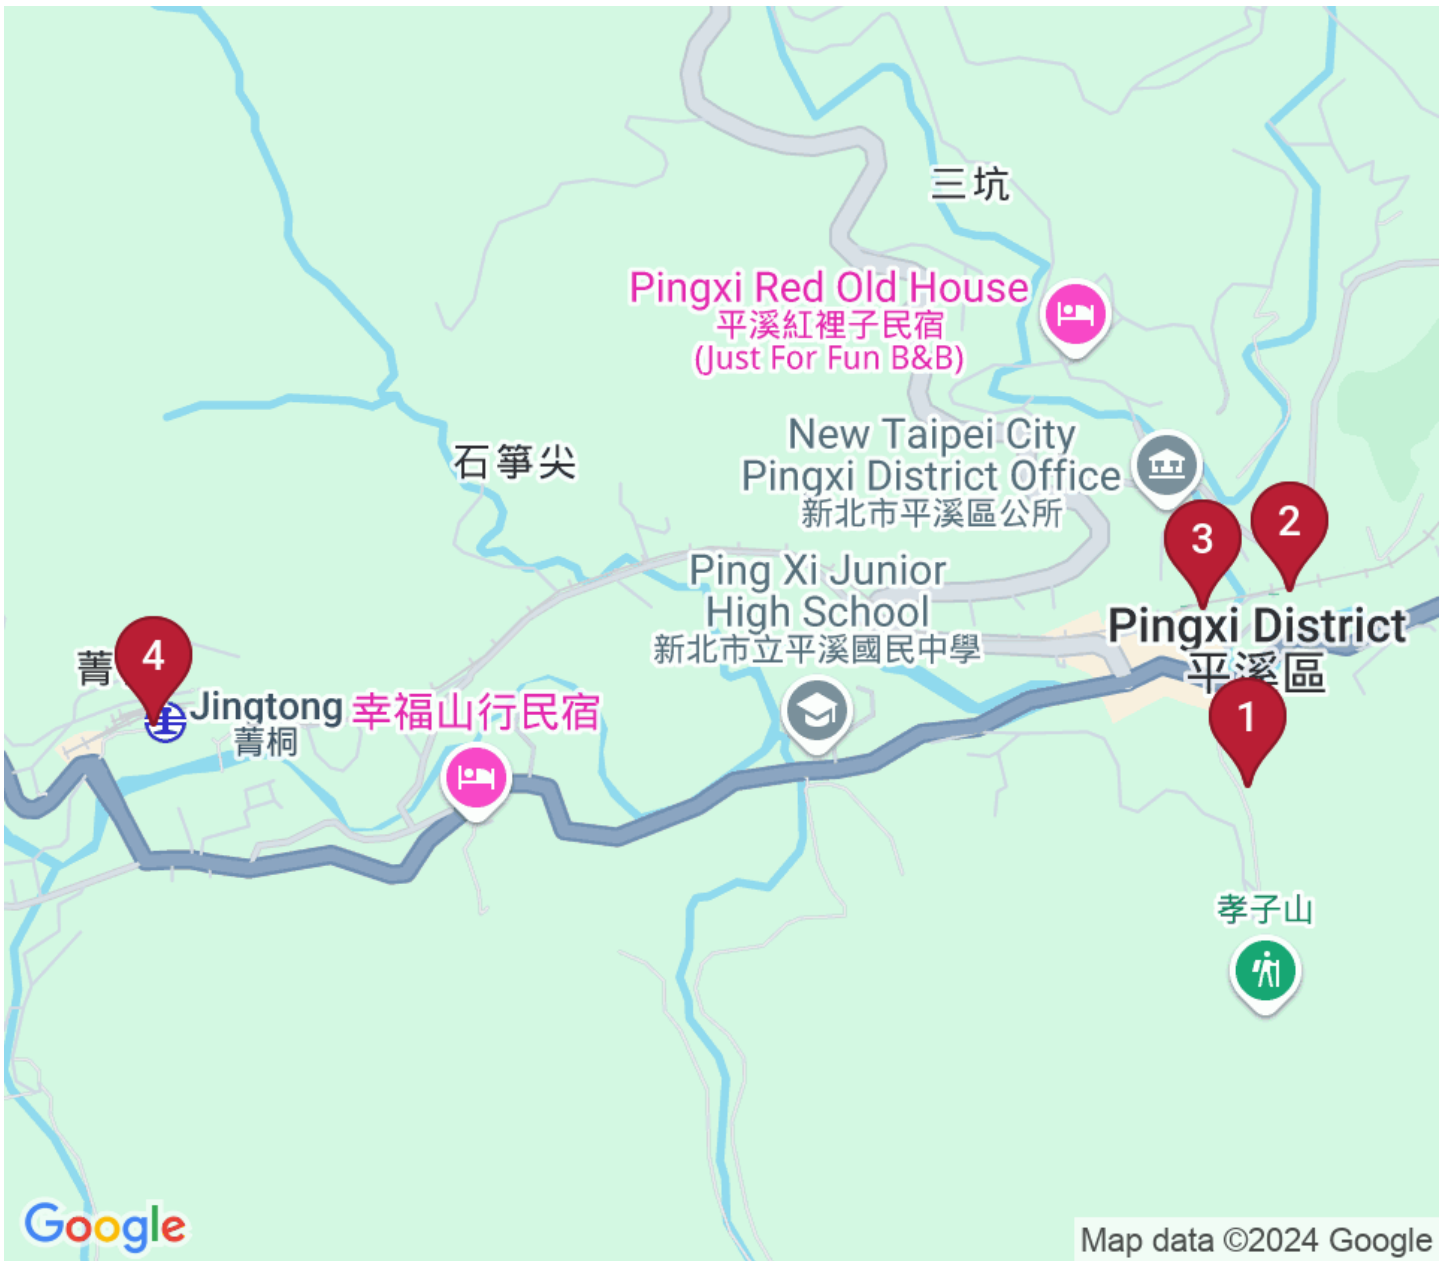 三坑
Pingxi Red Old House
平溪紅裡子民宿
(Just For Fun B&B)
New Taipei City
Pingxi District Office
新北市平溪區公所
石筆尖
Ping Xi Junior
High School
新北市立平溪國民中學
3
2
Pingxi District
平溪區
1
菁
4
Jingtong
菁桐
幸福山行民宿
孝子山
Google
Map data ©2024 Google